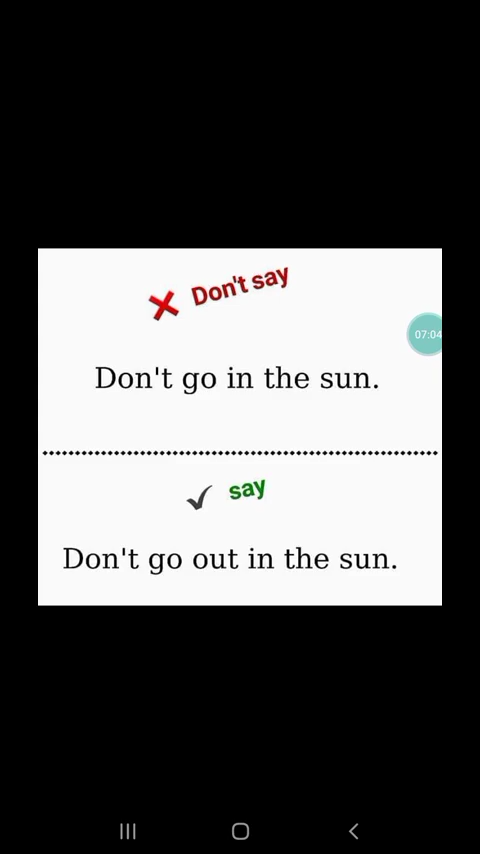 Don't say
Don't go in the sun.
07:04
say
Don't go out in the sun.